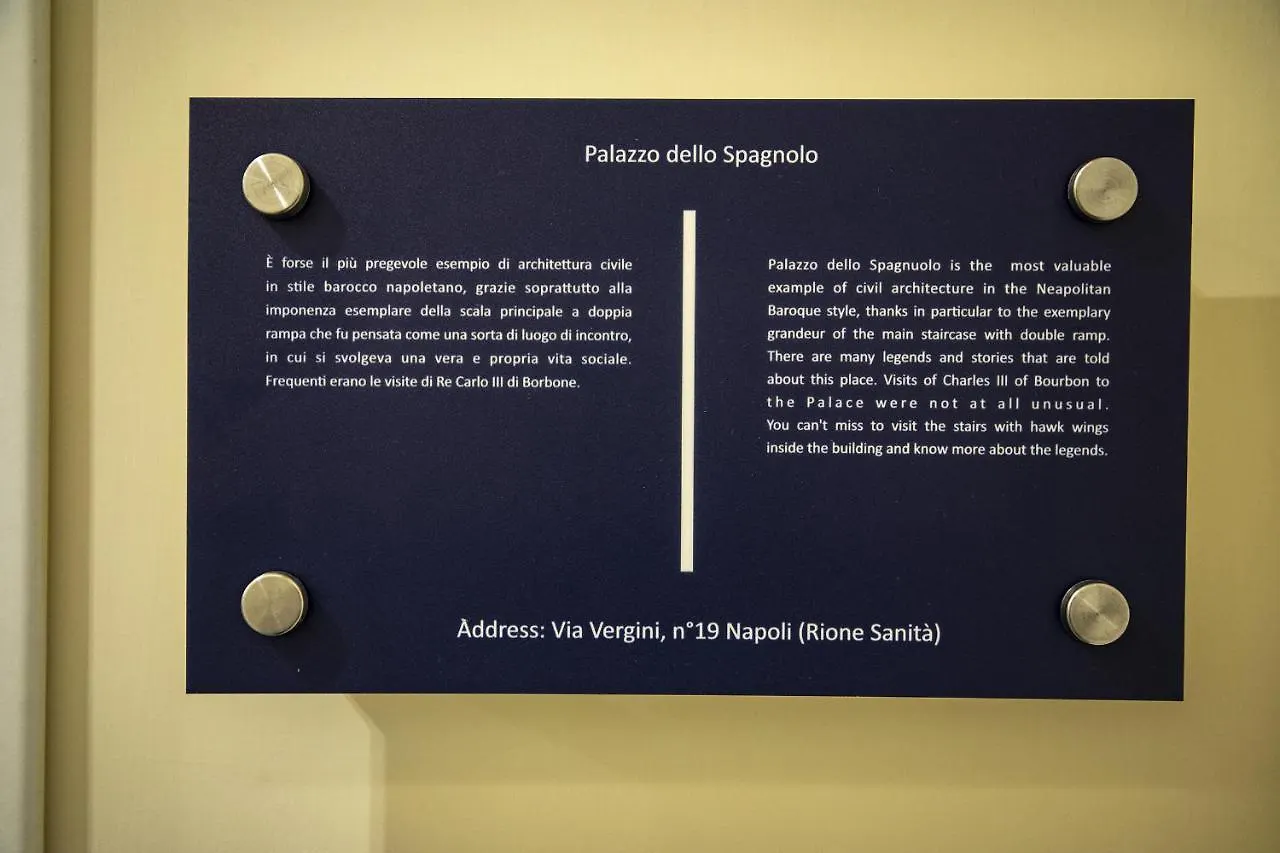 Palazzo dello Spagnolo
È forse il più pregevole esempio di architettura civile
in stile barocco napoletano, grazie soprattutto alla
imponenza esemplare della scala principale a doppia
rampa che fu pensata come una sorta di luogo di incontro,
in cui si svolgeva una vera e propria vita sociale.
Frequenti erano le visite di Re Carlo III di Borbone.
Palazzo dello Spagnuolo is the most valuable
example of civil architecture in the Neapolitan
Baroque style, thanks in particular to the exemplary
grandeur of the main staircase with double ramp.
There are many legends and stories that are told
about this place. Visits of Charles III of Bourbon to
the Palace were not at all unusual.
You can't miss to visit the stairs with hawk wings
inside the building and know more about the legends.
Address: Via Vergini, n°19 Napoli (Rione Sanità)